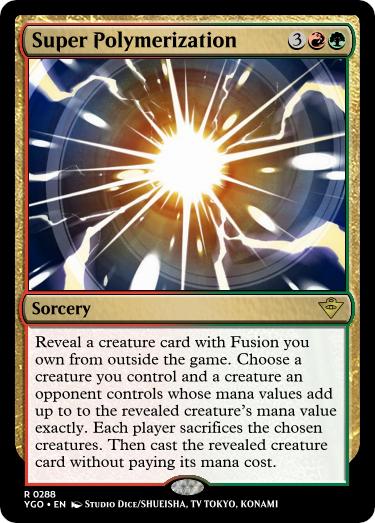 Super Polymerization 3
Sorcery
Reveal a creature card with Fusion you
own from outside the game. Choose a
creature you control and a creature an
opponent controls whose mana values add
up to to the revealed creature's mana value
exactly. Each player sacrifices the chosen
creatures. Then cast the revealed creature
card without paying its mana cost.
R 0288
YGO • EN Studio Dice/SHUEISHA, TV TOKYO, KONAMI